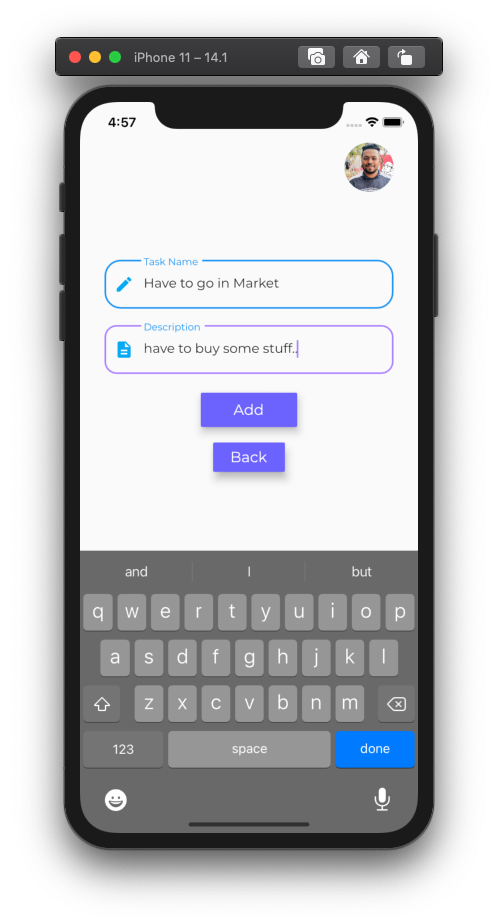 iPhone 11 – 14.1
4:57
Task Name
Have to go in Market
Description
have to buy some stuff..
Add
Back
and I but
q w e r t y u i o p
a s d f g h j k l
z x c v b n m
123 space done